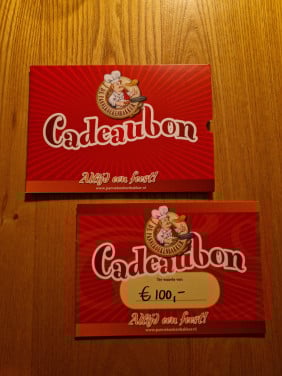 Cadeaubon
Altijd een feest!
www.pannenkoekenbakker.nl
Cadeaubon
Ter waarde van:
€ 100,-
Altijd een feest!
www.pannenkoekenbakker.nl